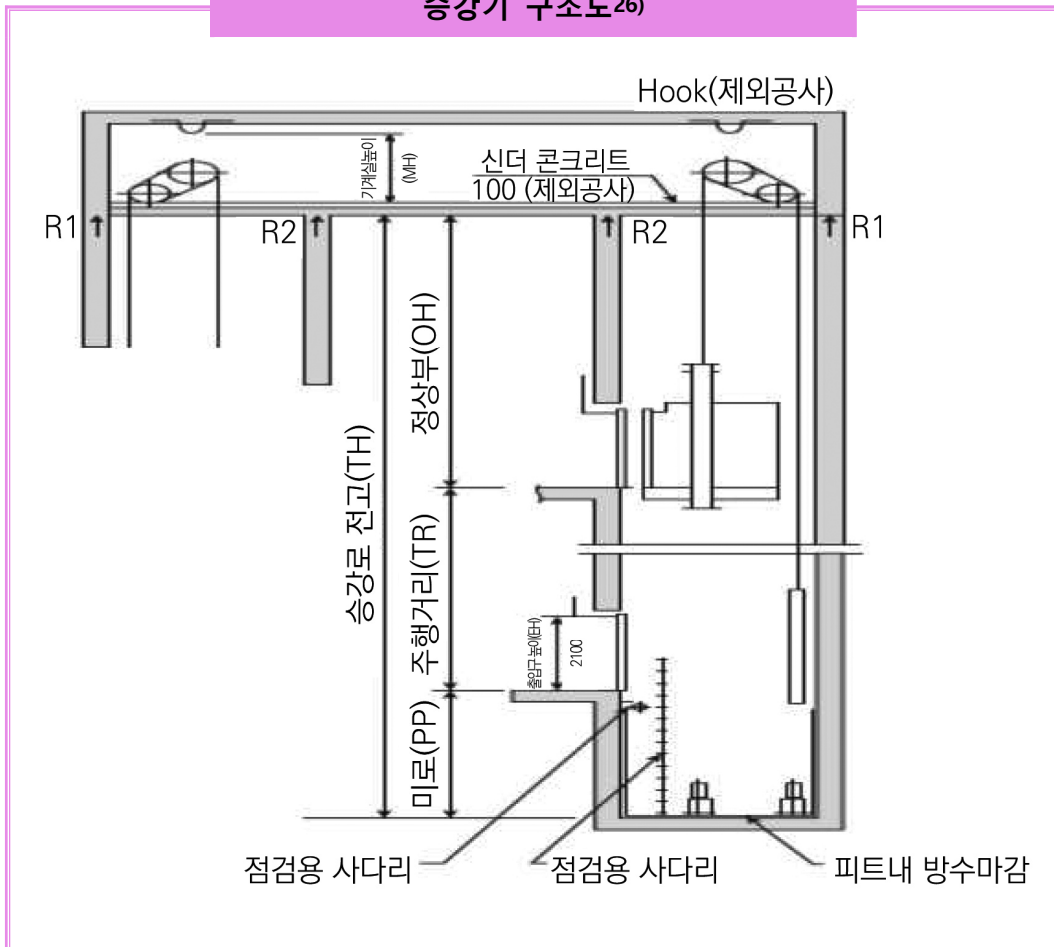 승강기 구조도26)
Hook(제외공사)
기계실높이
(MH)
신더 콘크리트
100 (제외공사)
R1
R2
R2
R1
정상부(OH)
승강로 전고(TH)
주행거리(TR)
출입구높이(EH)
2100
미로(PP)
점검용 사다리
점검용 사다리
피트내 방수마감